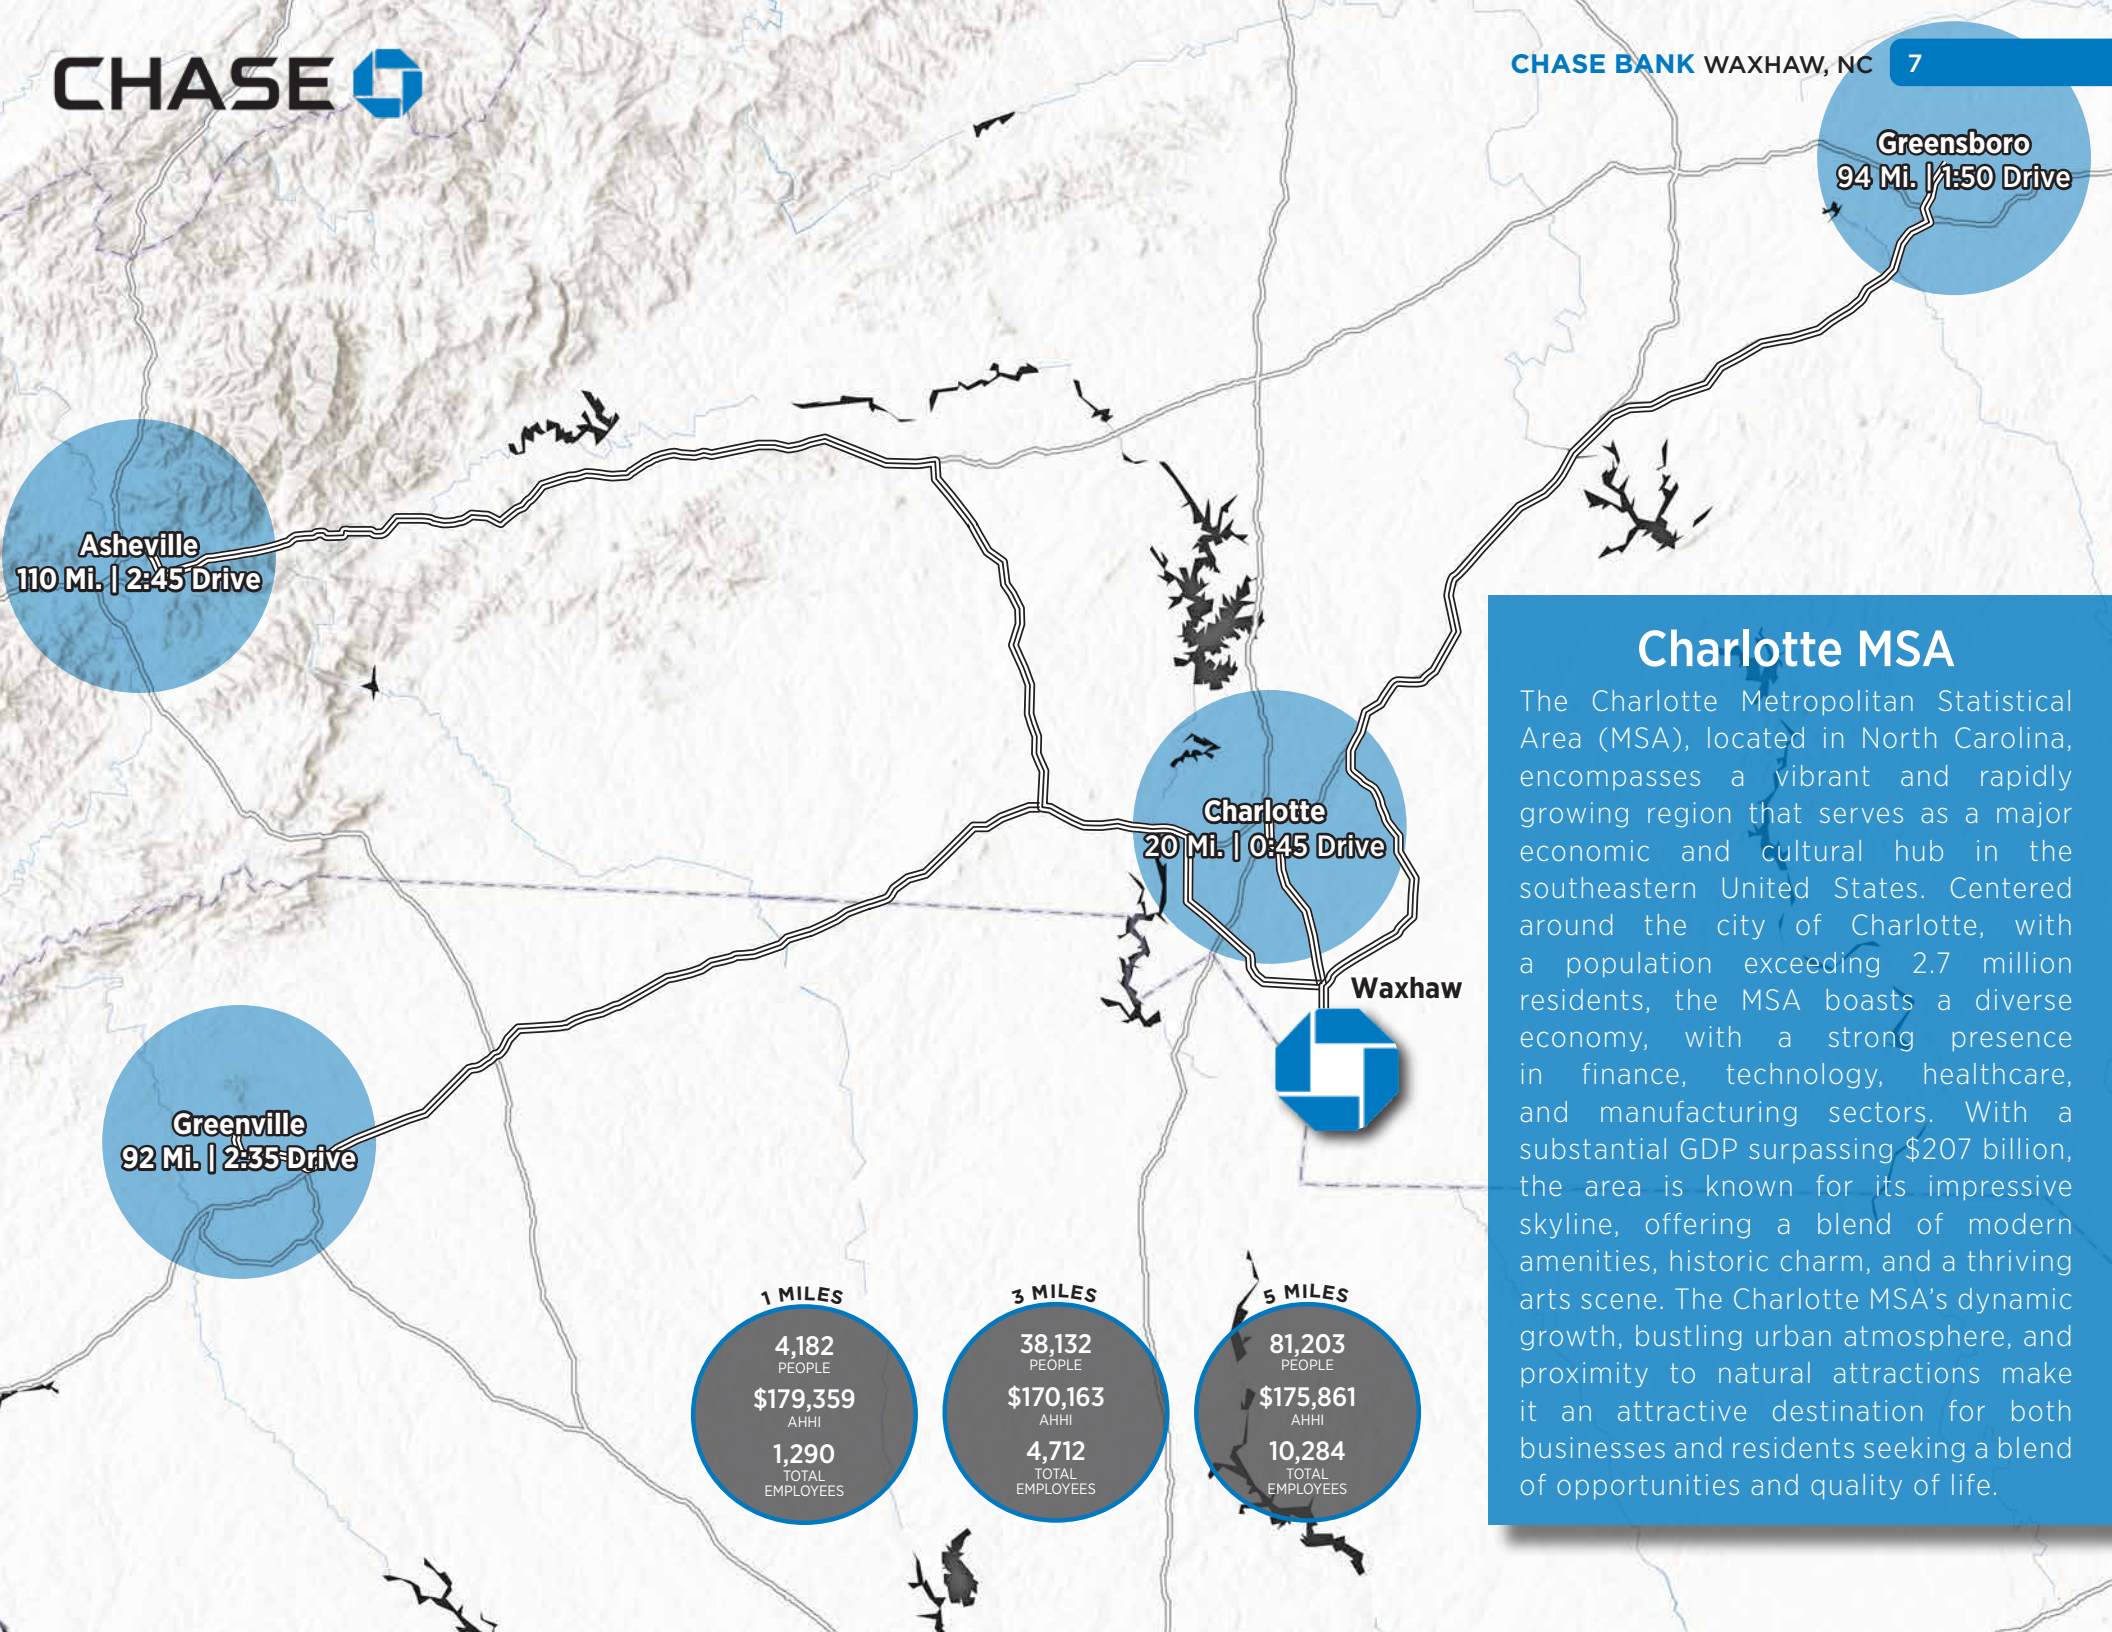 CHASE
CHASE BANK WAXHAW, NC 7
Greensboro
94 Mi. | 1:50 Drive
Asheville
110 Mi. | 2:45 Drive
Charlotte
20 Mi. | 0:45 Drive
Waxhaw
Greenville
92 Mi. | 2:35 Drive
Charlotte MSA
The Charlotte Metropolitan Statistical
Area (MSA), located in North Carolina,
encompasses a vibrant and rapidly
growing region that serves as a major
economic and cultural hub in the
southeastern United States. Centered
around the city of Charlotte, with
a population exceeding 2.7 million
residents, the MSA boasts a diverse
economy, with a strong presence
in finance, technology, healthcare,
and manufacturing sectors. With a
substantial GDP surpassing $207 billion,
the area is known for its impressive
skyline, offering a blend of modern
amenities, historic charm, and a thriving
arts scene. The Charlotte MSA's dynamic
growth, bustling urban atmosphere, and
proximity to natural attractions make
it an attractive destination for both
businesses and residents seeking a blend
of opportunities and quality of life.
1 MILES
4,182
PEOPLE
$179,359
AHHI
1,290
TOTAL
EMPLOYEES
3 MILES
38,132
PEOPLE
$170,163
AHHI
4,712
TOTAL
EMPLOYEES
5 MILES
81,203
PEOPLE
$175,861
AHHI
10,284
TOTAL
EMPLOYEES